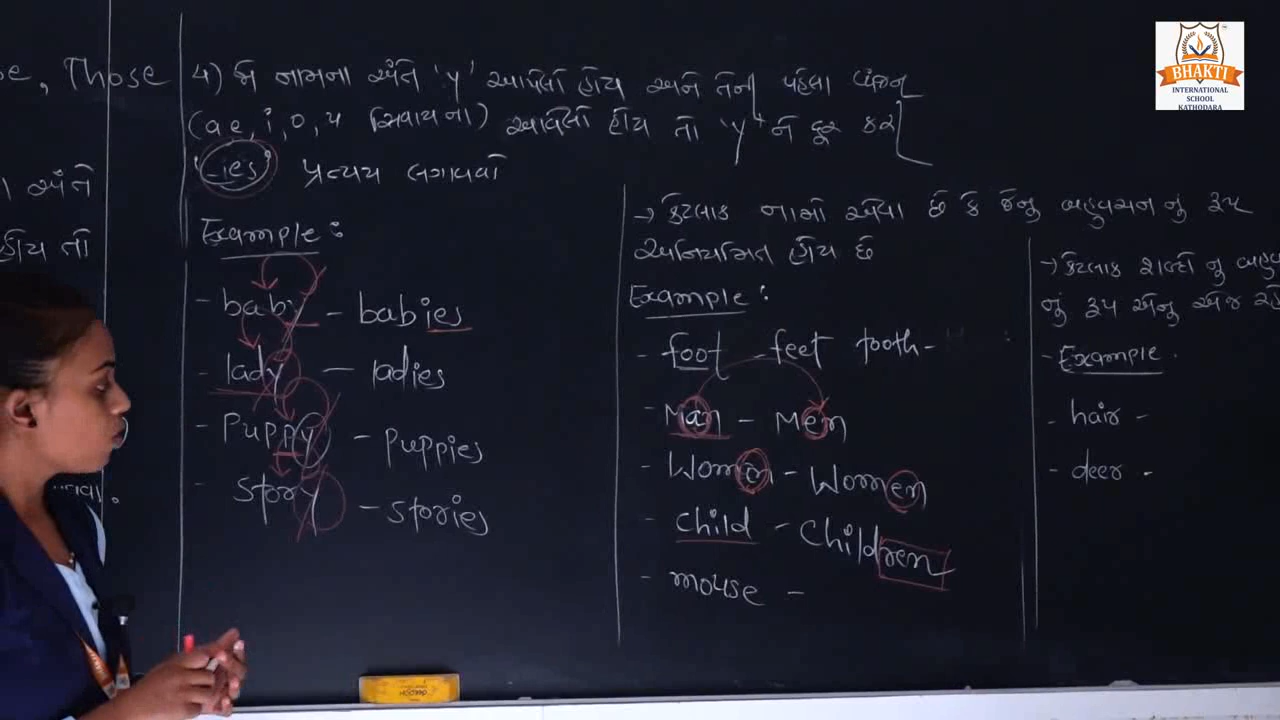 Those
4) જે નામના અંતે 'y' આવેલો હોય અને તેની પહેલા વ્યંજન
(a e, i, o, u સિવાયના) આવેલો હોય તો 'y' ને દૂર કરી
'-ies' પ્રત્યય લગાવવો
Example :
- baby - babies
- lady - ladies
- Puppy - puppies
- story - stories
અંતે
હોય તો
→ કેટલાક નામો એવા છે કે જેનું બહુવચન નું રૂપ
અનિયમિત હોય છે
Example :
- foot - feet tooth -
- Man - Men
- Woman - Women
- child - Children
- mouse -
→ કેટલાક શબ્દો નું
નું રૂપ એનું એજ
- Example
- hair -
- deer -
BHAKTI
INTERNATIONAL
SCHOOL
KATHODARA